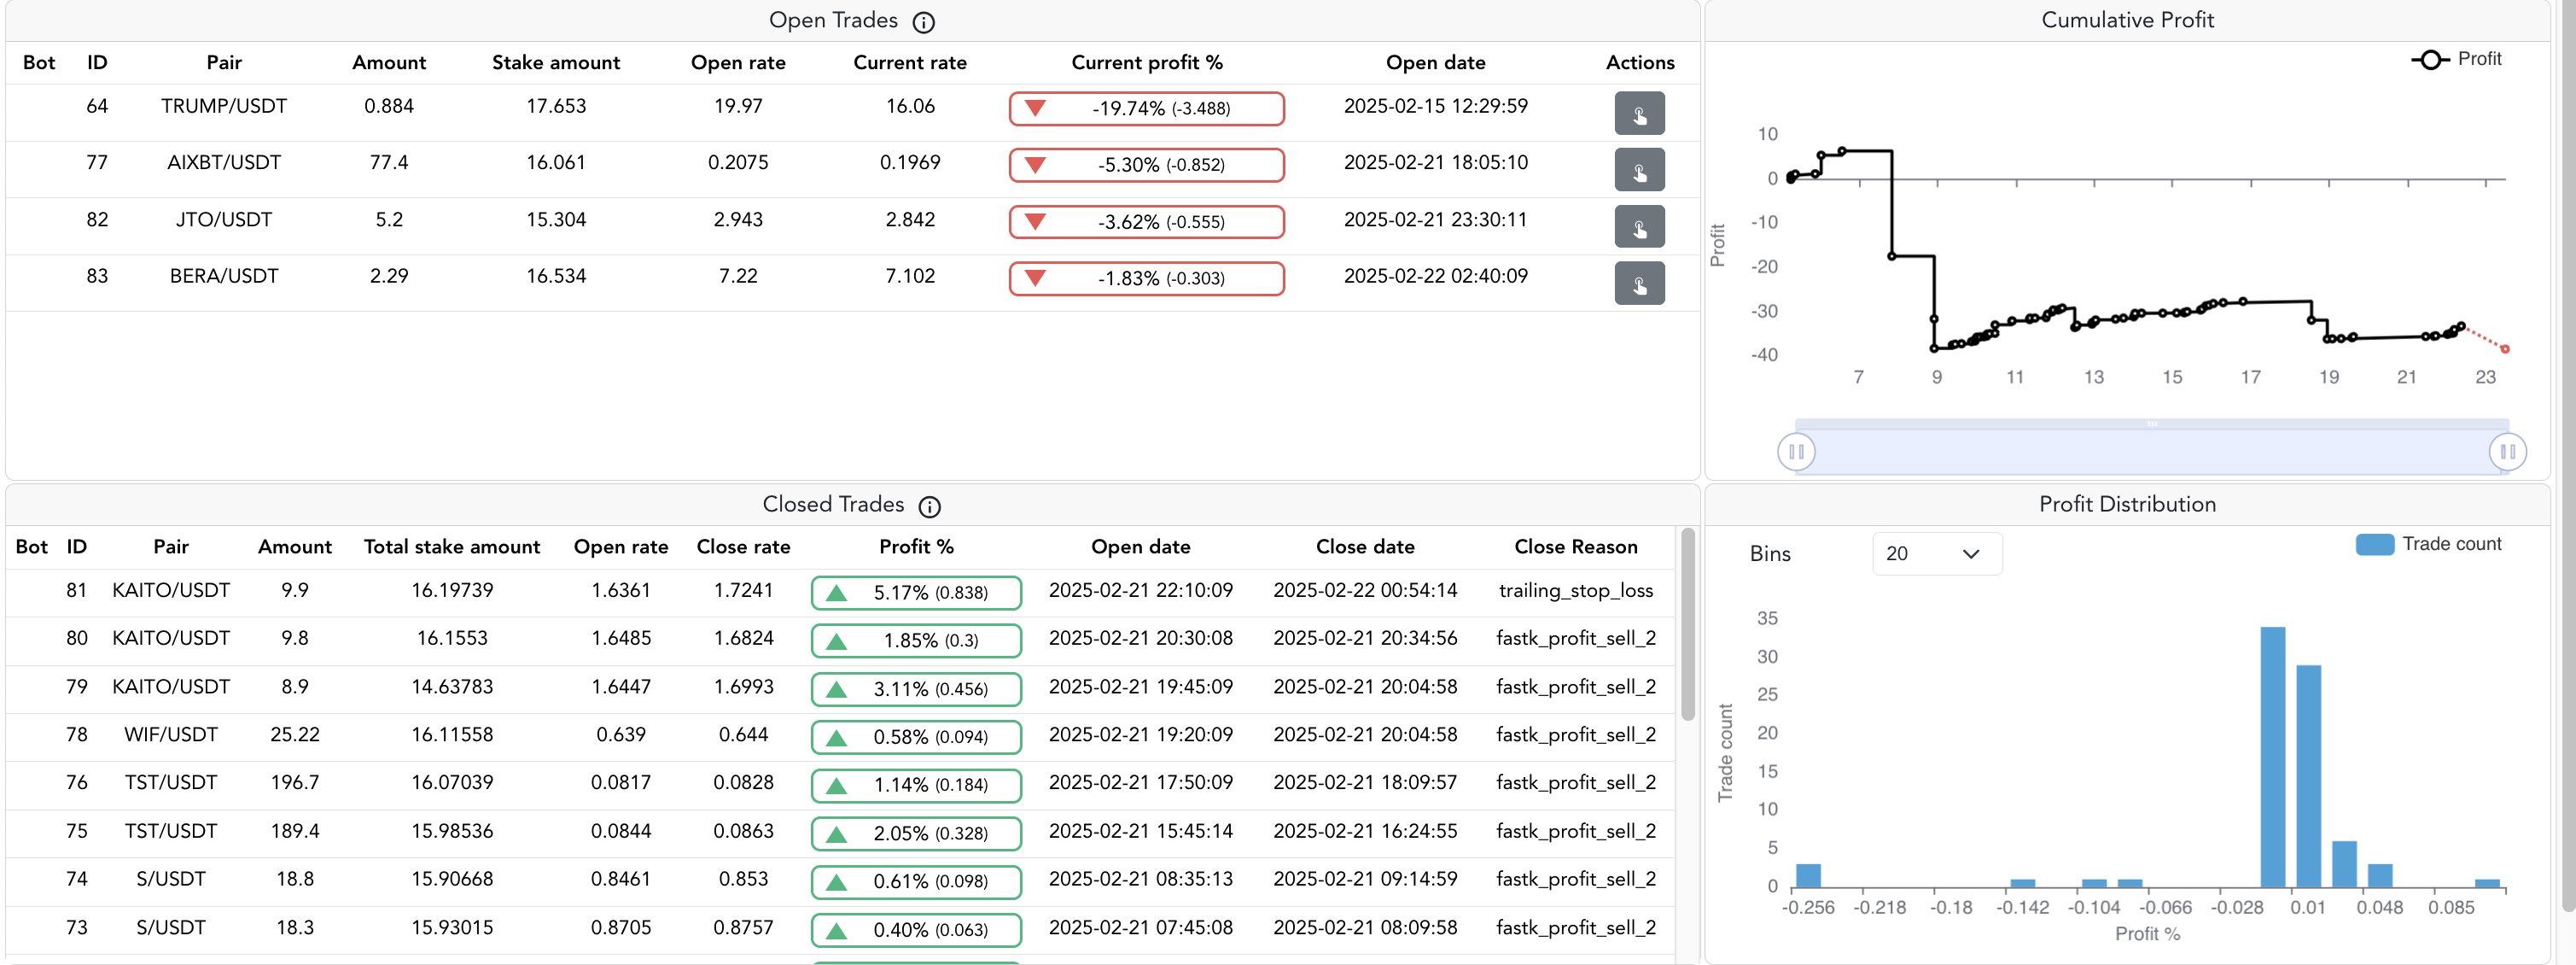 Open Trades
Bot ID Pair Amount Stake amount Open rate Current rate Current profit % Open date Actions
64 TRUMP/USDT 0.884 17.653 19.97 16.06 -19.74% (-3.488) 2025-02-15 12:29:59
77 AIXBT/USDT 77.4 16.061 0.2075 0.1969 -5.30% (-0.852) 2025-02-21 18:05:10
82 JTO/USDT 5.2 15.304 2.943 2.842 -3.62% (-0.555) 2025-02-21 23:30:11
83 BERA/USDT 2.29 16.534 7.22 7.102 -1.83% (-0.303) 2025-02-22 02:40:09
Cumulative Profit
Profit
10
0
-10
-20
-30
-40
Profit
7 9 11 13 15 17 19 21 23
Closed Trades
Bot ID Pair Amount Total stake amount Open rate Close rate Profit % Open date Close date Close Reason
81 KAITO/USDT 9.9 16.19739 1.6361 1.7241 5.17% (0.838) 2025-02-21 22:10:09 2025-02-22 00:54:14 trailing_stop_loss
80 KAITO/USDT 9.8 16.1553 1.6485 1.6824 1.85% (0.3) 2025-02-21 20:30:08 2025-02-21 20:34:56 fastk_profit_sell_2
79 KAITO/USDT 8.9 14.63783 1.6447 1.6993 3.11% (0.456) 2025-02-21 19:45:09 2025-02-21 20:04:58 fastk_profit_sell_2
78 WIF/USDT 25.22 16.11558 0.639 0.644 0.58% (0.094) 2025-02-21 19:20:09 2025-02-21 20:04:58 fastk_profit_sell_2
76 TST/USDT 196.7 16.07039 0.0817 0.0828 1.14% (0.184) 2025-02-21 17:50:09 2025-02-21 18:09:57 fastk_profit_sell_2
75 TST/USDT 189.4 15.98536 0.0844 0.0863 2.05% (0.328) 2025-02-21 15:45:14 2025-02-21 16:24:55 fastk_profit_sell_2
74 S/USDT 18.8 15.90668 0.8461 0.853 0.61% (0.098) 2025-02-21 08:35:13 2025-02-21 09:14:59 fastk_profit_sell_2
73 S/USDT 18.3 15.93015 0.8705 0.8757 0.40% (0.063) 2025-02-21 07:45:08 2025-02-21 08:09:58 fastk_profit_sell_2
Profit Distribution
Bins 20
Trade count
35
30
25
20
15
10
5
0
Trade count
-0.256 -0.218 -0.18 -0.142 -0.104 -0.066 -0.028 0.01 0.048 0.085
Profit %